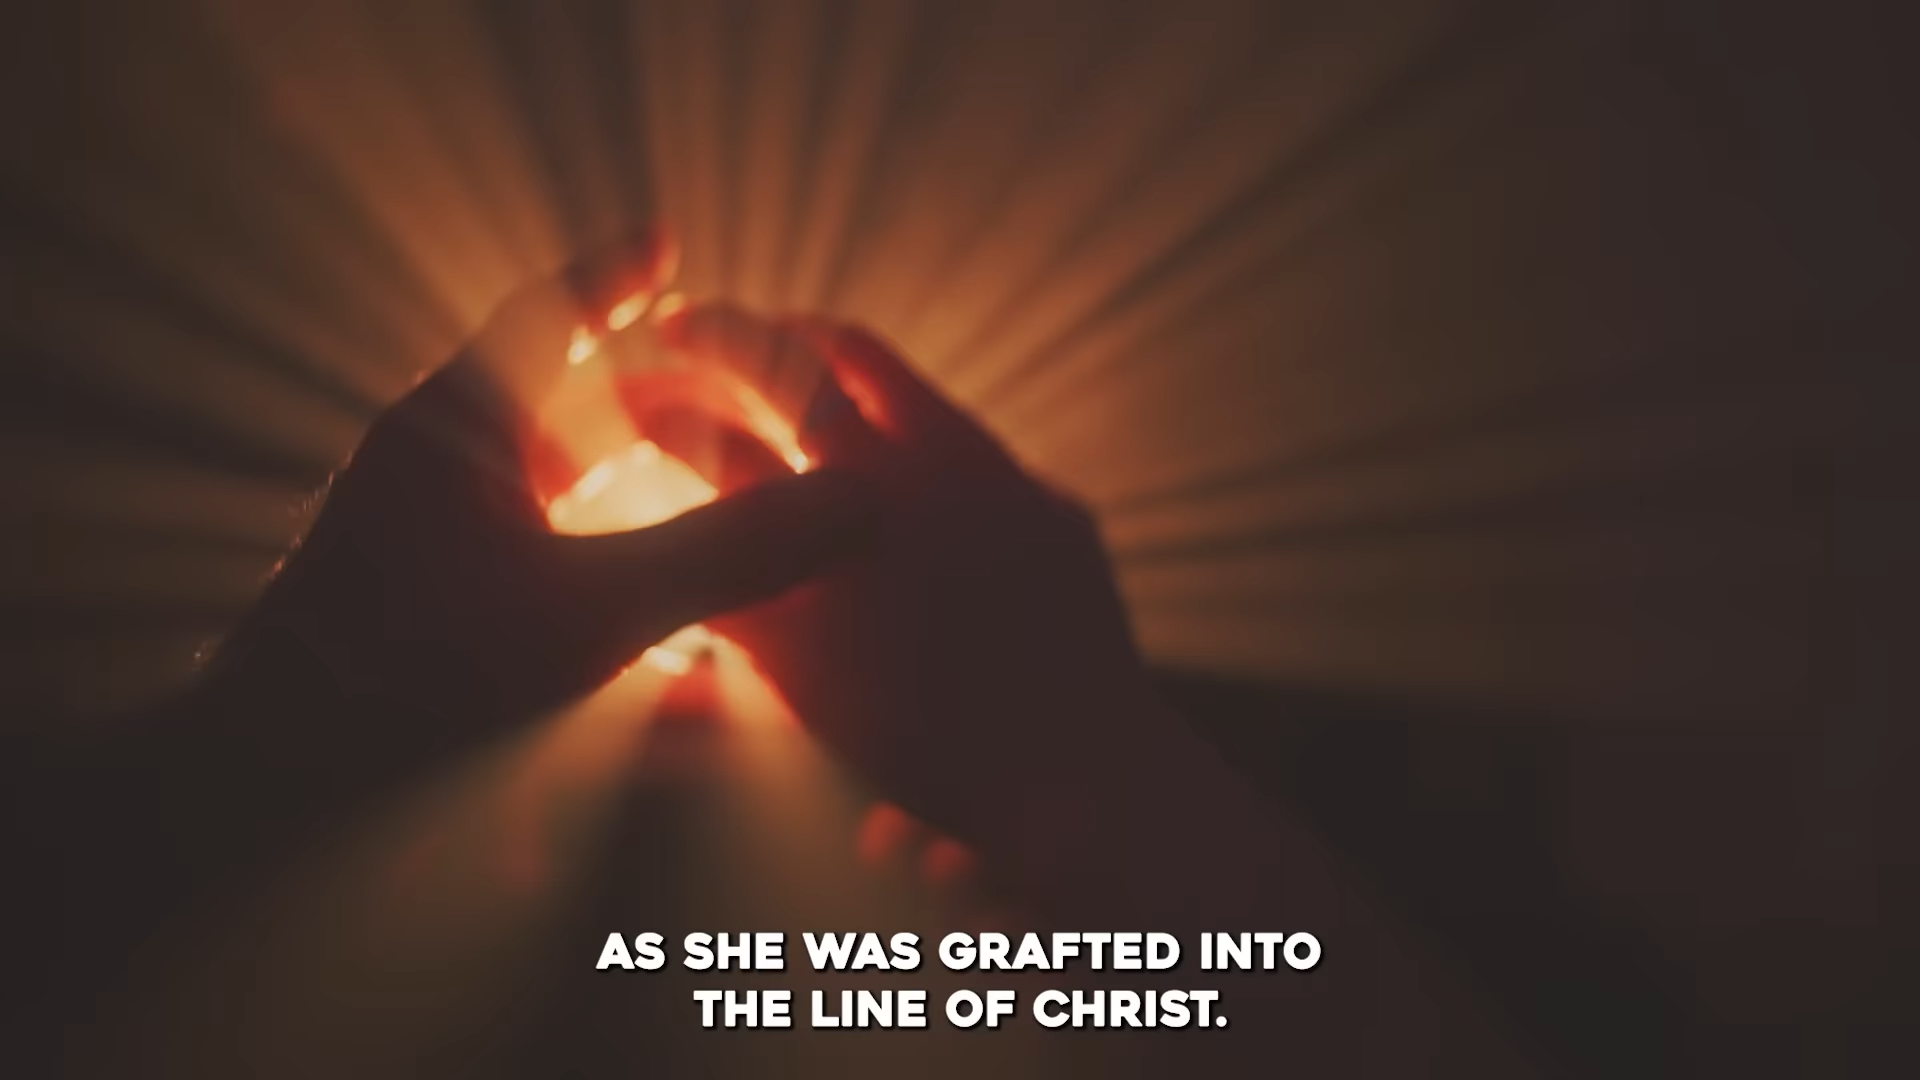 AS SHE WAS GRAFTED INTO
THE LINE OF CHRIST.